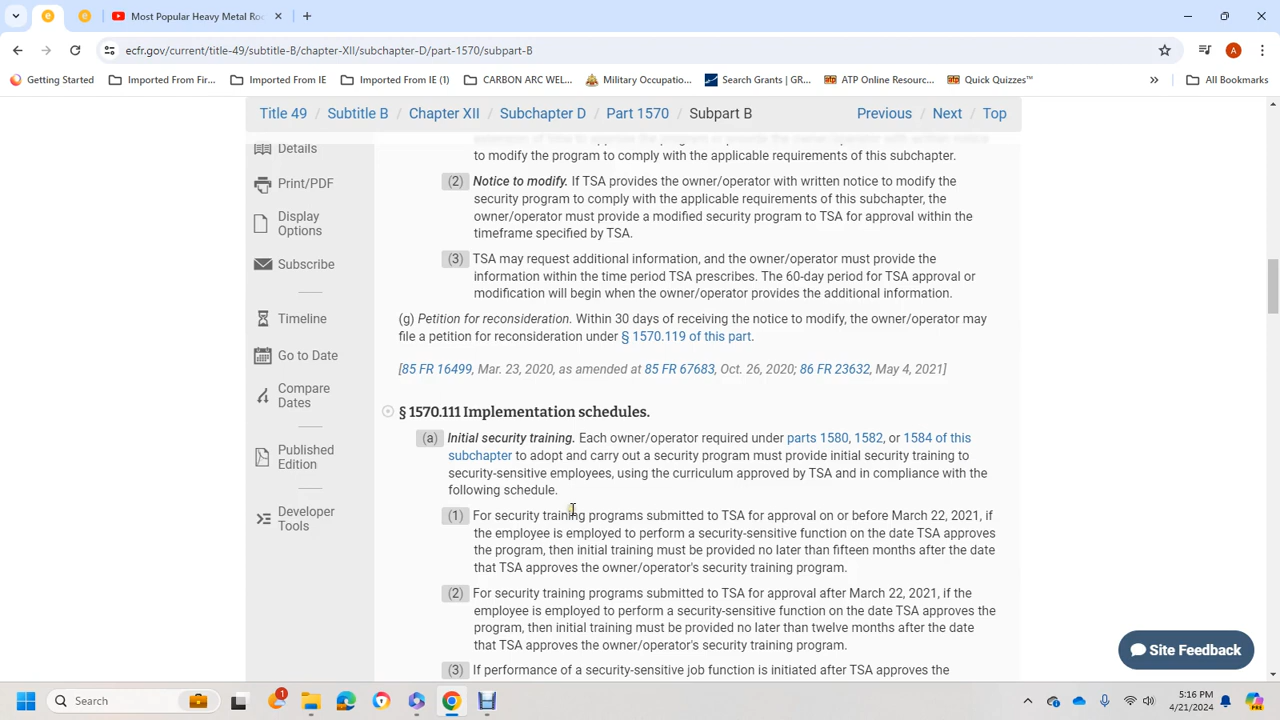 Most Popular Heavy Metal Ro
ecfr.gov/current/title-49/subtitle-B/chapter-XII/subchapter-D/part-1570/subpart-B
A
Getting Started Imported From Fir... Imported From IE Imported From IE (1) CARBON ARC WEL... Military Occupatio... Search Grants | GR... ATP Online Resourc... Quick Quizzes™ » All Bookmarks
Title 49 / Subtitle B / Chapter XII / Subchapter D / Part 1570 / Subpart B Previous / Next / Top
Details
Print/PDF
Display
Options
Subscribe
Timeline
Go to Date
Compare
Dates
Published
Edition
Developer
Tools
to modify the program to comply with the applicable requirements of this subchapter.
(2) Notice to modify. If TSA provides the owner/operator with written notice to modify the
security program to comply with the applicable requirements of this subchapter, the
owner/operator must provide a modified security program to TSA for approval within the
timeframe specified by TSA.
(3) TSA may request additional information, and the owner/operator must provide the
information within the time period TSA prescribes. The 60-day period for TSA approval or
modification will begin when the owner/operator provides the additional information.
(g) Petition for reconsideration. Within 30 days of receiving the notice to modify, the owner/operator may
file a petition for reconsideration under § 1570.119 of this part.
[85 FR 16499, Mar. 23, 2020, as amended at 85 FR 67683, Oct. 26, 2020; 86 FR 23632, May 4, 2021]
§ 1570.111 Implementation schedules.
(a) Initial security training. Each owner/operator required under parts 1580, 1582, or 1584 of this
subchapter to adopt and carry out a security program must provide initial security training to
security-sensitive employees, using the curriculum approved by TSA and in compliance with the
following schedule.
(1) For security training programs submitted to TSA for approval on or before March 22, 2021, if
the employee is employed to perform a security-sensitive function on the date TSA approves
the program, then initial training must be provided no later than fifteen months after the date
that TSA approves the owner/operator's security training program.
(2) For security training programs submitted to TSA for approval after March 22, 2021, if the
employee is employed to perform a security-sensitive function on the date TSA approves the
program, then initial training must be provided no later than twelve months after the date
that TSA approves the owner/operator's security training program.
(3) If performance of a security-sensitive job function is initiated after TSA approves the
Site Feedback
Search
1
5:16 PM
4/21/2024